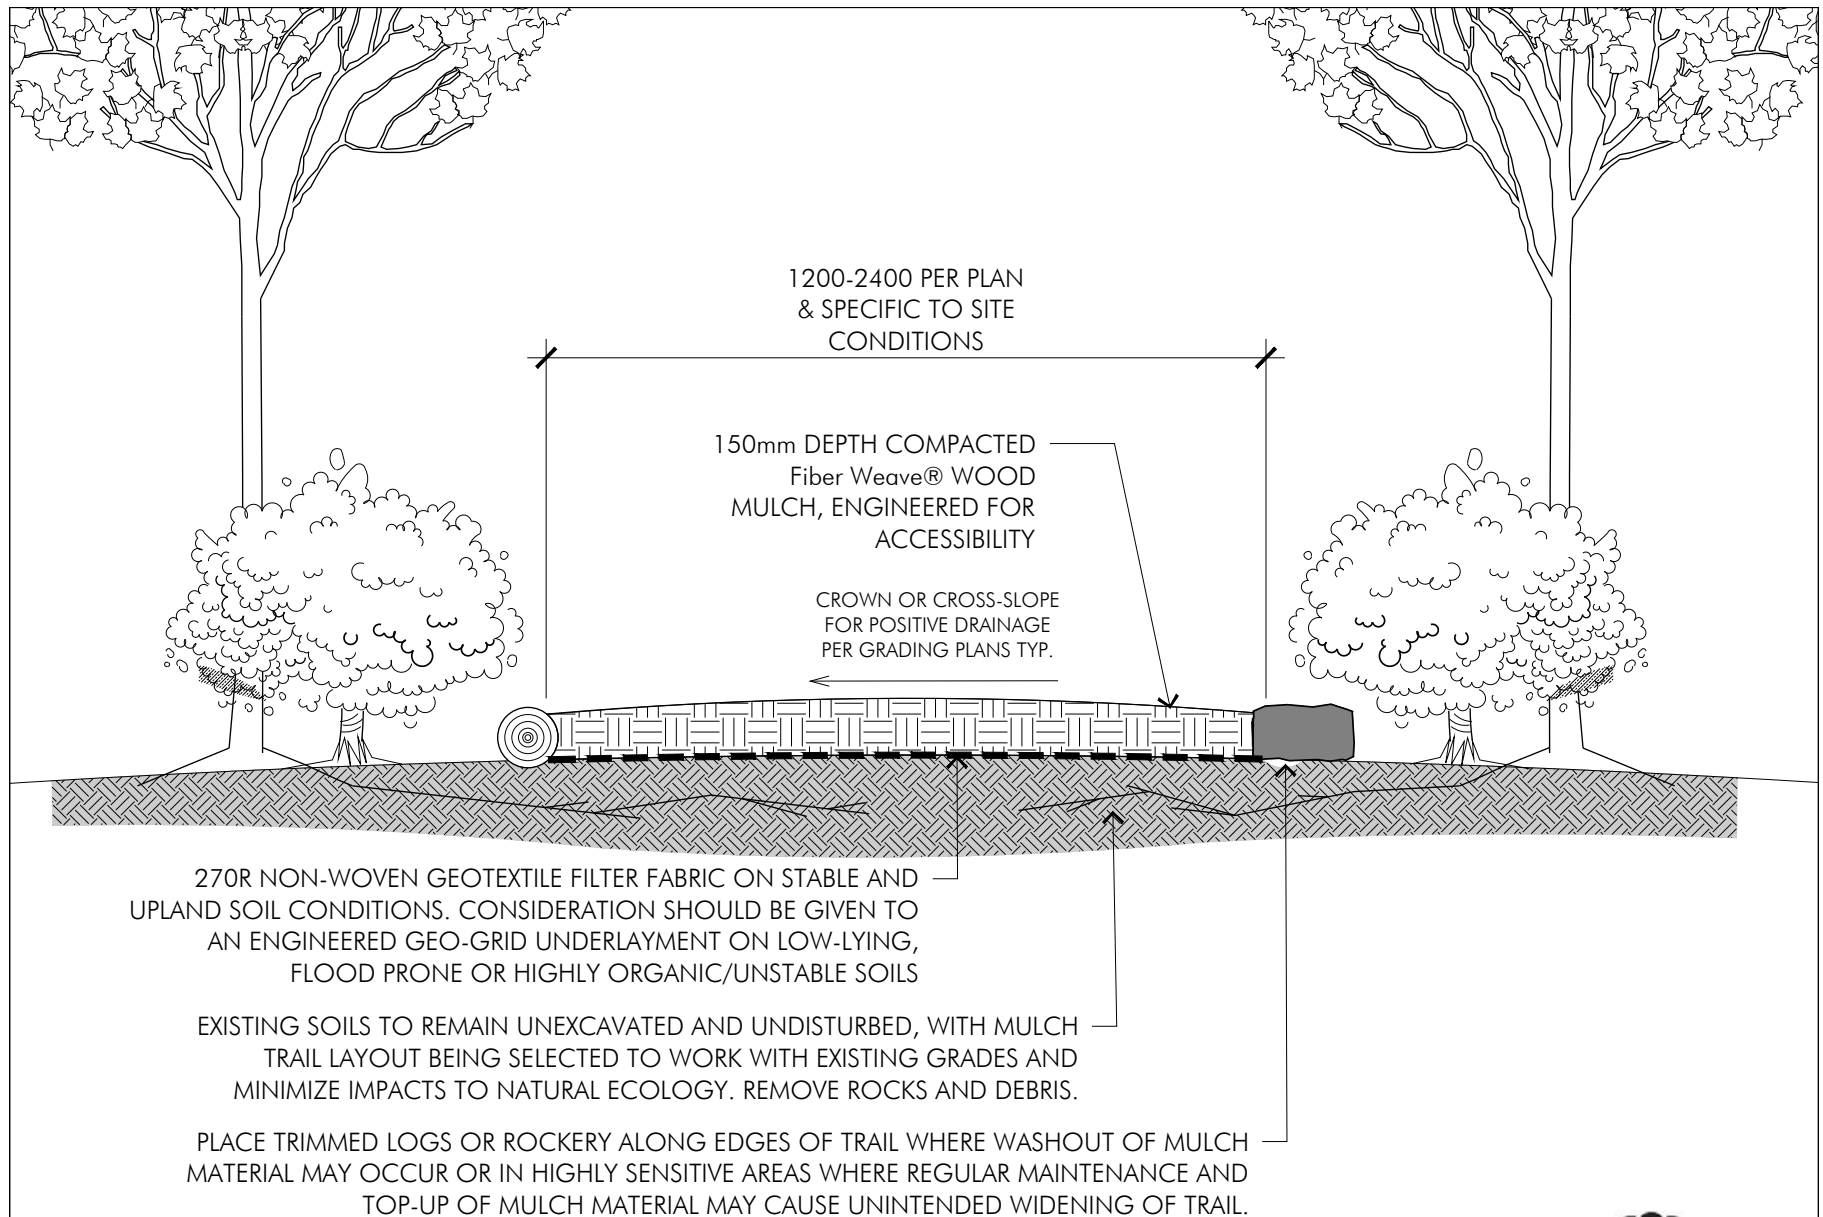 1200-2400 PER PLAN
& SPECIFIC TO SITE
CONDITIONS
150mm DEPTH COMPACTED
Fiber Weave® WOOD
MULCH, ENGINEERED FOR
ACCESSIBILITY
CROWN OR CROSS-SLOPE
FOR POSITIVE DRAINAGE
PER GRADING PLANS TYP.
270R NON-WOVEN GEOTEXTILE FILTER FABRIC ON STABLE AND
UPLAND SOIL CONDITIONS. CONSIDERATION SHOULD BE GIVEN TO
AN ENGINEERED GEO-GRID UNDERLAYMENT ON LOW-LYING,
FLOOD PRONE OR HIGHLY ORGANIC/UNSTABLE SOILS
EXISTING SOILS TO REMAIN UNEXCAVATED AND UNDISTURBED, WITH MULCH
TRAIL LAYOUT BEING SELECTED TO WORK WITH EXISTING GRADES AND
MINIMIZE IMPACTS TO NATURAL ECOLOGY. REMOVE ROCKS AND DEBRIS.
PLACE TRIMMED LOGS OR ROCKERY ALONG EDGES OF TRAIL WHERE WASHOUT OF MULCH
MATERIAL MAY OCCUR OR IN HIGHLY SENSITIVE AREAS WHERE REGULAR MAINTENANCE AND
TOP-UP OF MULCH MATERIAL MAY CAUSE UNINTENDED WIDENING OF TRAIL.